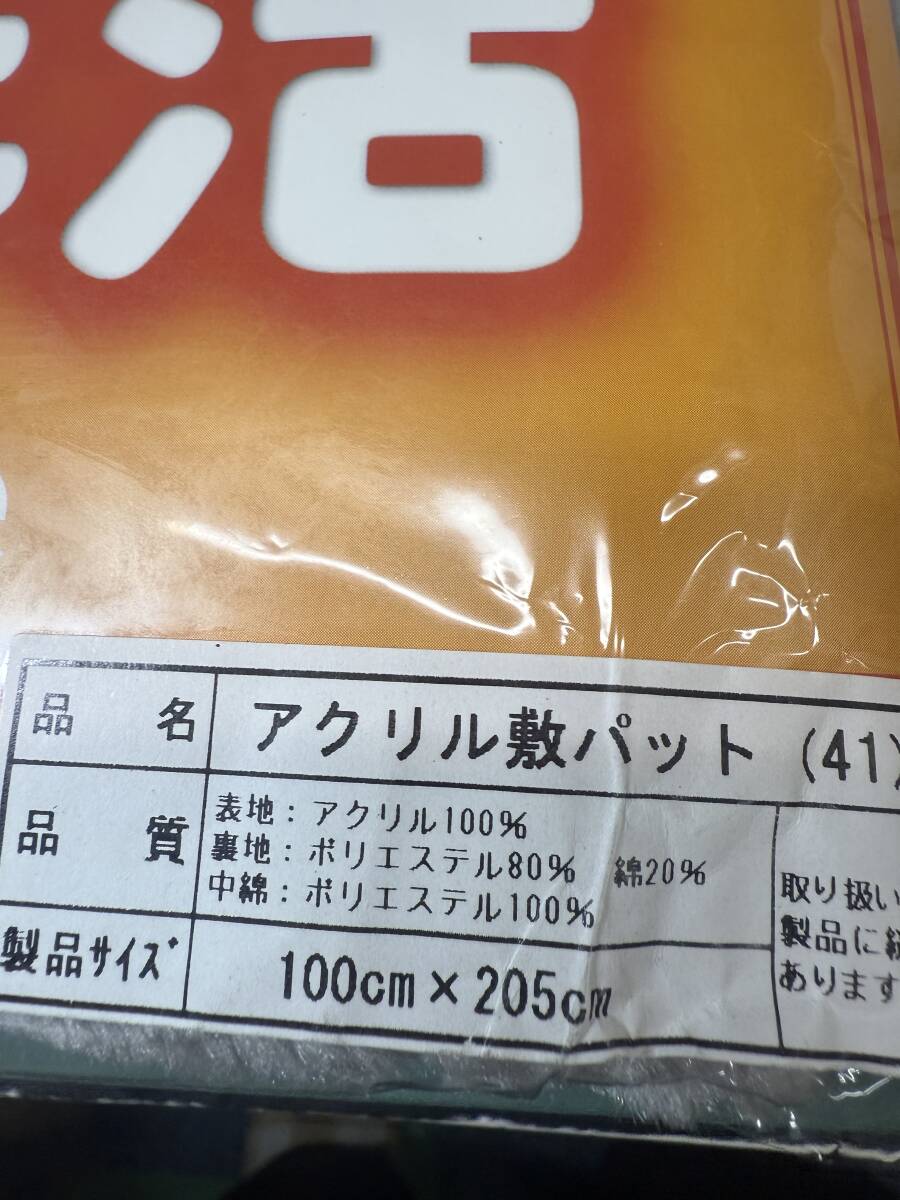 活
品 名 アクリル敷パット (41)
品 質
表地：アクリル100%
裏地：ポリエステル80% 綿20%
中綿：ポリエステル100%
製品サイズ 100cm×205cm
取り扱い
製品に
あります